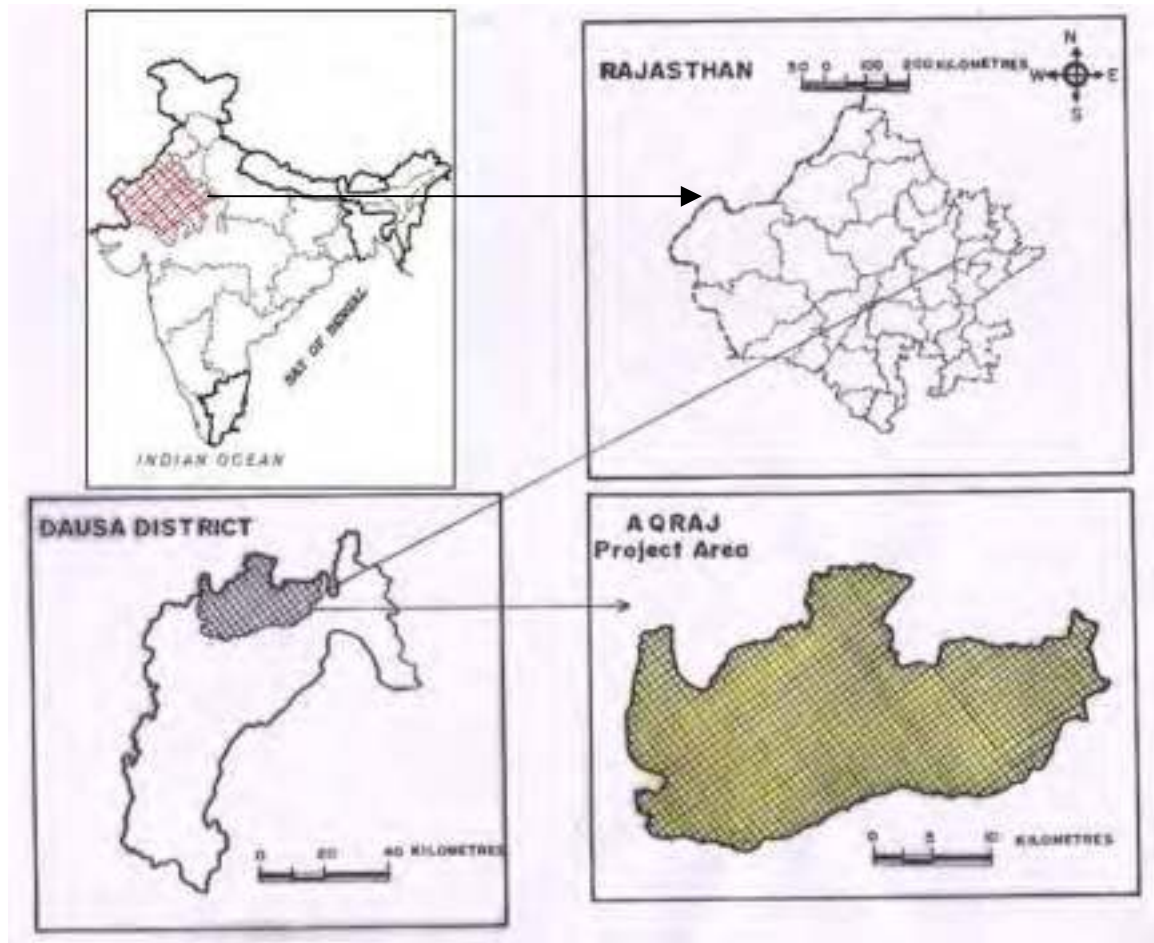 BAY OF BENGAL
INDIAN OCEAN
RAJASTHAN
50 0 100 200 KILOMETRES
N
W E
S
DAUSA DISTRICT
0 20 40 KILOMETRES
AQRAJ
Project Area
0 5 10 KILOMETRES